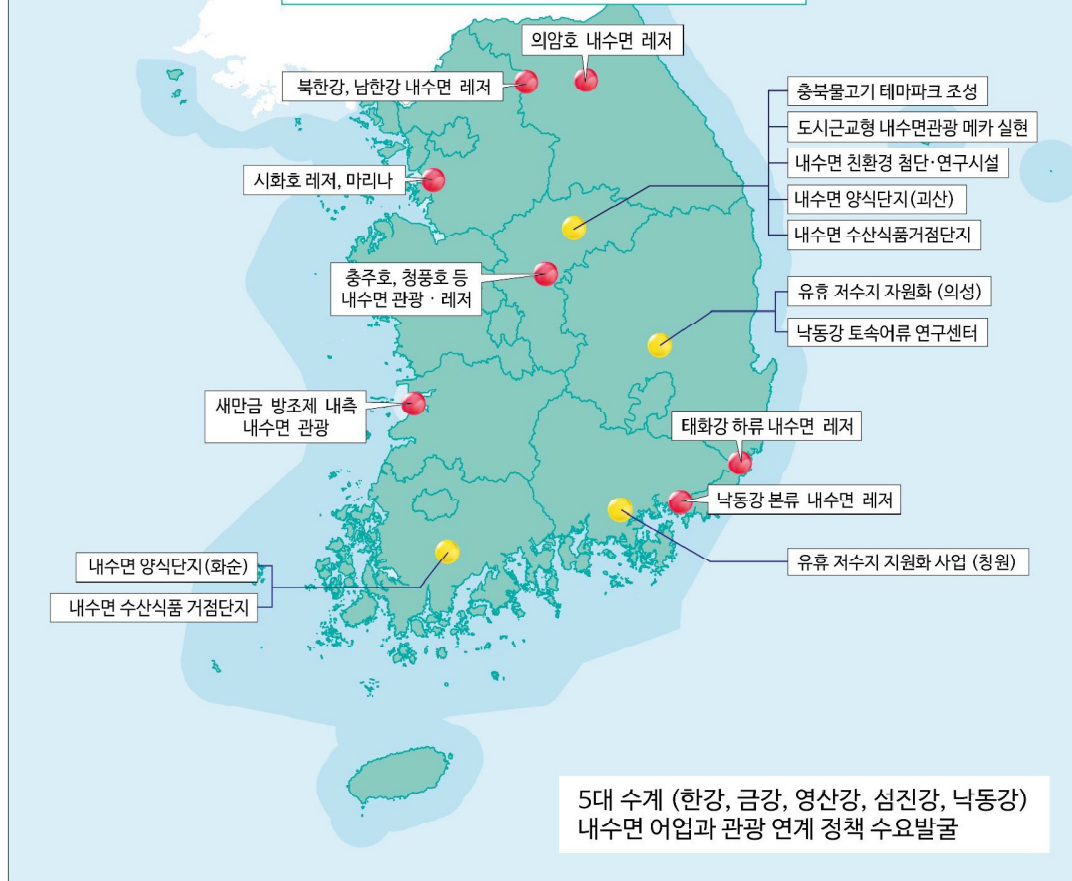 의암호 내수면 레저
북한강, 남한강 내수면 레저
충북물고기 테마파크 조성
도시근교형 내수면관광 메카 실현
내수면 친환경 첨단·연구시설
시화호 레저, 마리나
내수면 양식단지(괴산)
내수면 수산식품거점단지
충주호, 청풍호 등
내수면 관광 · 레저
유휴 저수지 자원화 (의성)
낙동강 토속어류 연구센터
새만금 방조제 내측
내수면 관광
태화강 하류 내수면 레저
낙동강 본류 내수면 레저
내수면 양식단지(화순)
유휴 저수지 지원화 사업 (칭원)
내수면 수산식품 거점단지
5대 수계 (한강, 금강, 영산강, 섬진강, 낙동강)
내수면 어업과 관광 연계 정책 수요발굴